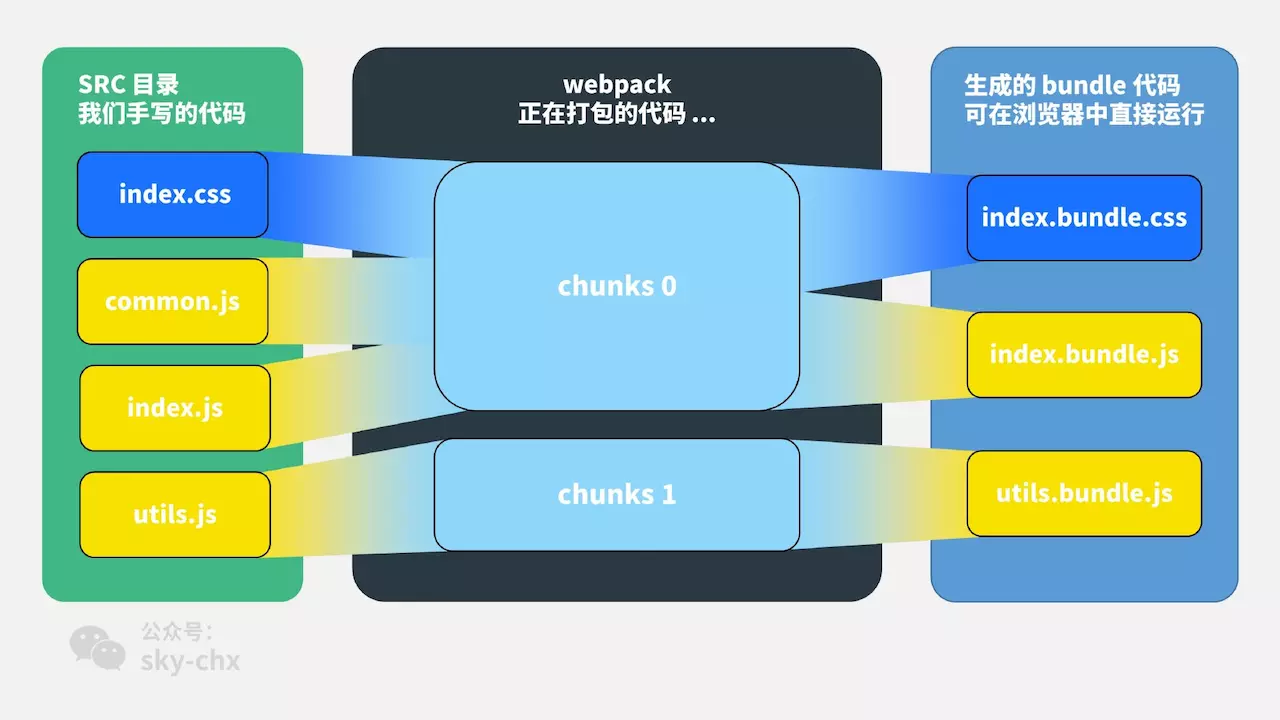 SRC 目录
我们手写的代码
index.css
common.js
index.js
utils.js
webpack
正在打包的代码 ...
chunks 0
chunks 1
生成的 bundle 代码
可在浏览器中直接运行
index.bundle.css
index.bundle.js
utils.bundle.js
公众号：
sky-chx